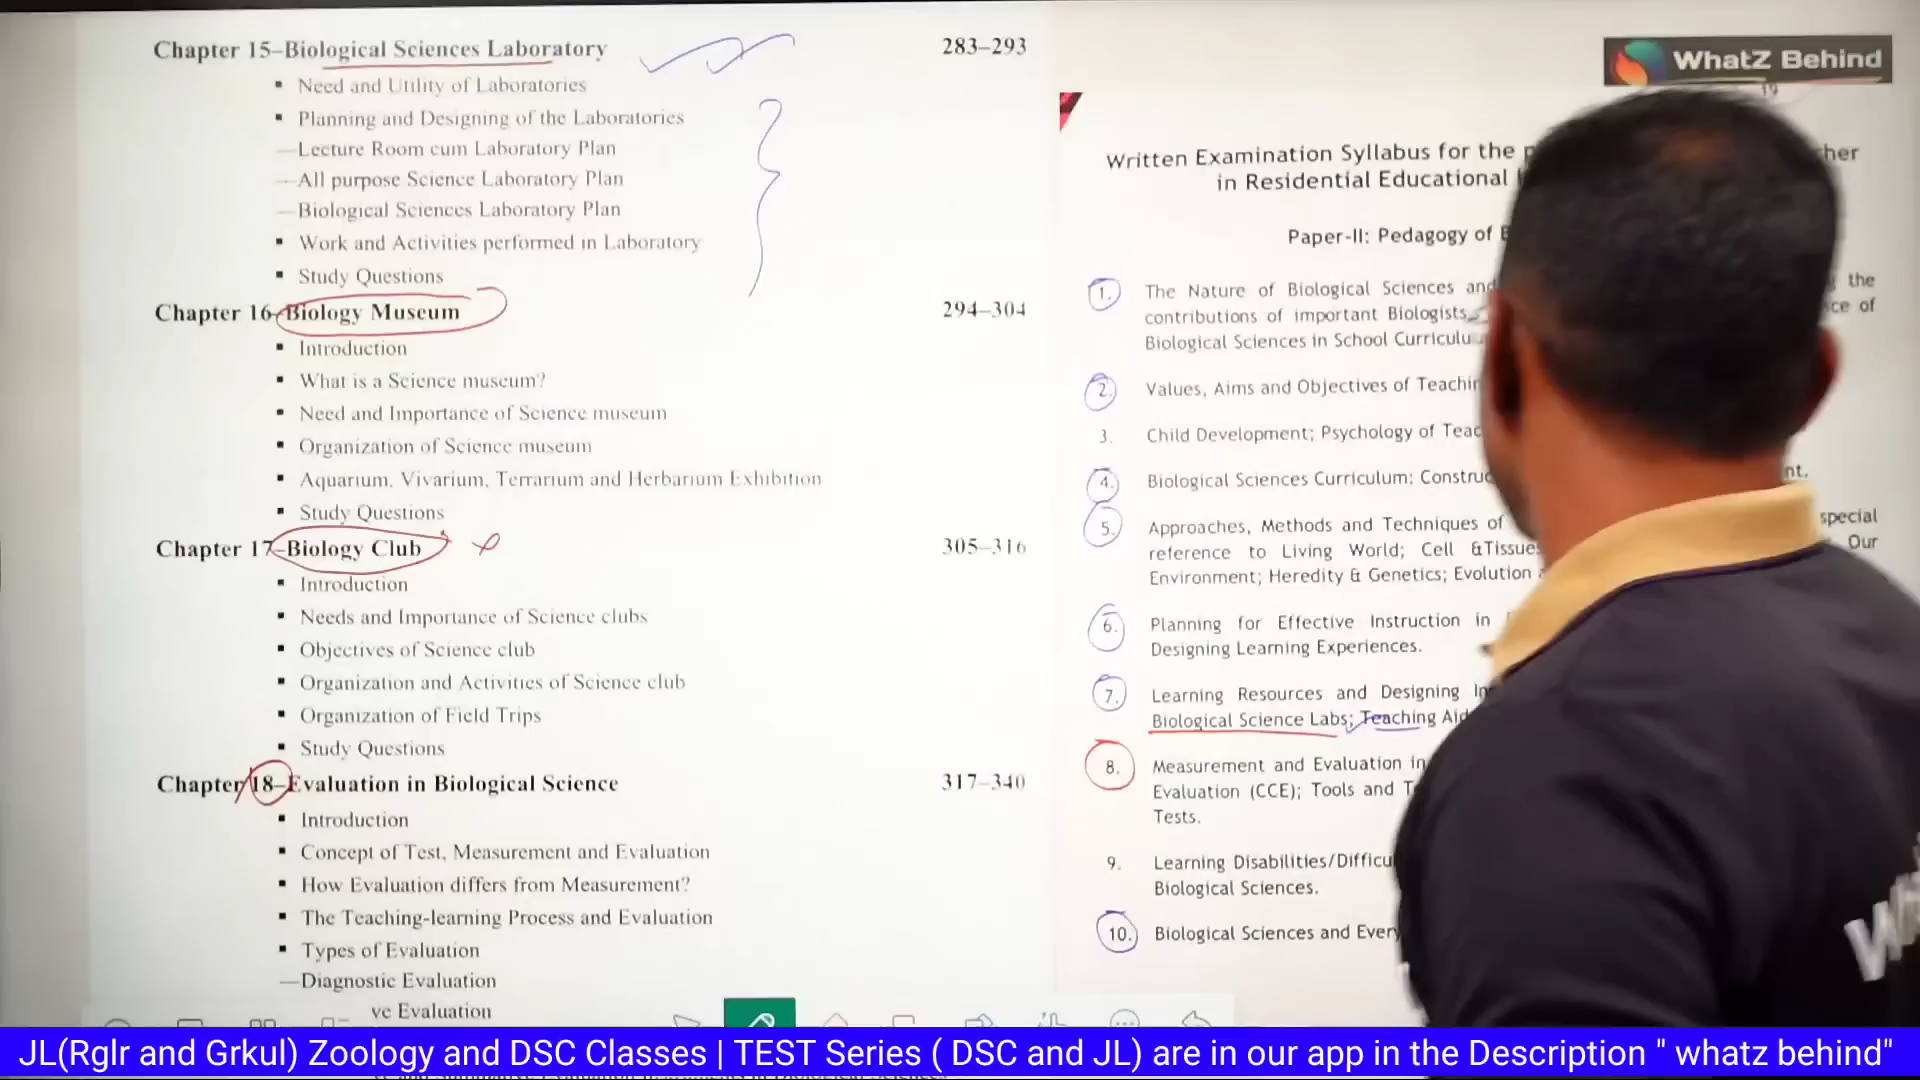 Chapter 15–Biological Sciences Laboratory 283–293
▪ Need and Utility of Laboratories
▪ Planning and Designing of the Laboratories
—Lecture Room cum Laboratory Plan
—All purpose Science Laboratory Plan
—Biological Sciences Laboratory Plan
▪ Work and Activities performed in Laboratory
▪ Study Questions
Chapter 16–Biology Museum 294–304
▪ Introduction
▪ What is a Science museum?
▪ Need and Importance of Science museum
▪ Organization of Science museum
▪ Aquarium, Vivarium, Terrarium and Herbarium Exhibition
▪ Study Questions
Chapter 17–Biology Club 305–316
▪ Introduction
▪ Needs and Importance of Science clubs
▪ Objectives of Science club
▪ Organization and Activities of Science club
▪ Organization of Field Trips
▪ Study Questions
Chapter 18–Evaluation in Biological Science 317–340
▪ Introduction
▪ Concept of Test, Measurement and Evaluation
▪ How Evaluation differs from Measurement?
▪ The Teaching-learning Process and Evaluation
▪ Types of Evaluation
—Diagnostic Evaluation
Evaluation
WhatZ Behind
19
Written Examination Syllabus for the
in Residential Educational
Paper-II: Pedagogy of
1. The Nature of Biological Sciences and the
contributions of important Biologists of
Biological Sciences in School
2. Values, Aims and Objectives of
3. Child Development; Psychology of
4. Biological Sciences Curriculum:
5. Approaches, Methods and Techniques of special
reference to Living World; Cell & Our
Environment; Heredity & Genetics; Evolution
6. Planning for Effective Instruction in
Designing Learning Experiences.
7. Learning Resources and Designing
Biological Science Labs; Teaching
8. Measurement and Evaluation in
Evaluation (CCE); Tools and
Tests.
9. Learning
Biological Sciences.
10. Biological Sciences and
JL(Rglr and Grkul) Zoology and DSC Classes | TEST Series ( DSC and JL) are in our app in the Description " whatz behind"